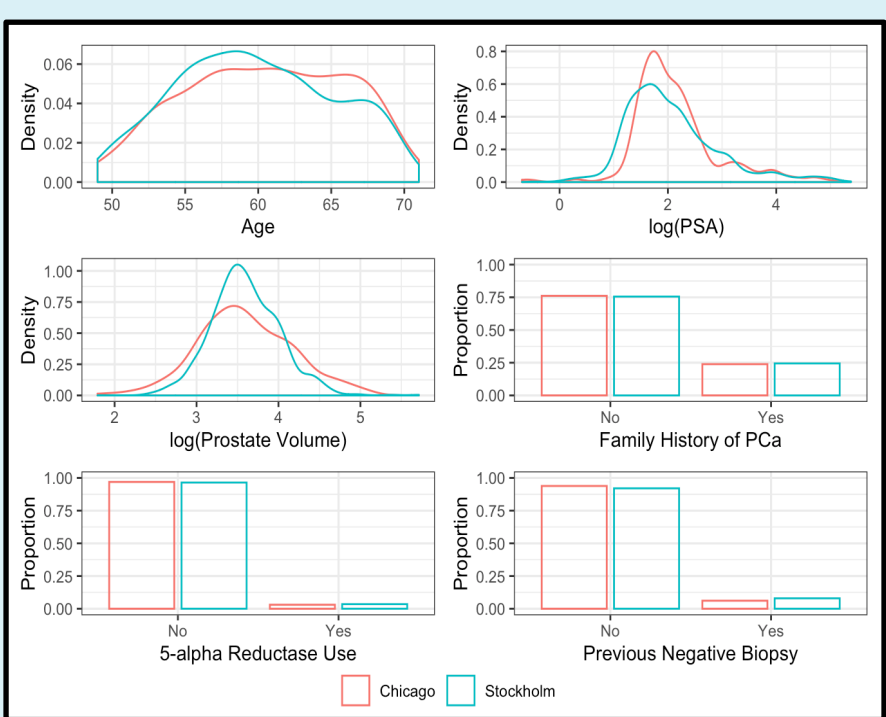 Density
0.06
0.04
0.02
0.00
50 55 60 65 70
Age
Density
0.8
0.6
0.4
0.2
0.0
0 2 4
log(PSA)
Density
1.00
0.75
0.50
0.25
0.00
2 3 4 5
log(Prostate Volume)
Proportion
1.00
0.75
0.50
0.25
0.00
No Yes
Family History of PCa
Proportion
1.00
0.75
0.50
0.25
0.00
No Yes
5-alpha Reductase Use
Proportion
1.00
0.75
0.50
0.25
0.00
No Yes
Previous Negative Biopsy
Chicago Stockholm